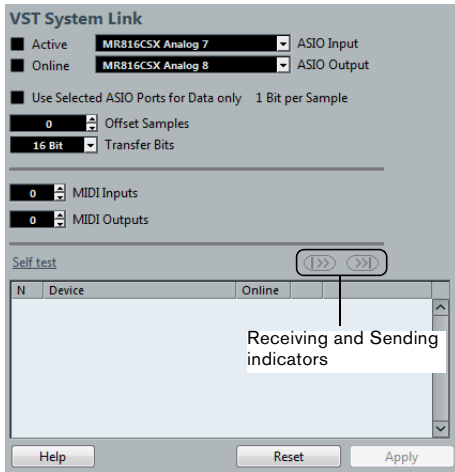 VST System Link
Active MR816CSX Analog 7 ASIO Input
Online MR816CSX Analog 8 ASIO Output
Use Selected ASIO Ports for Data only 1 Bit per Sample
0 Offset Samples
16 Bit Transfer Bits
0 MIDI Inputs
0 MIDI Outputs
Self test
N Device Online
Receiving and Sending
indicators
Help Reset Apply